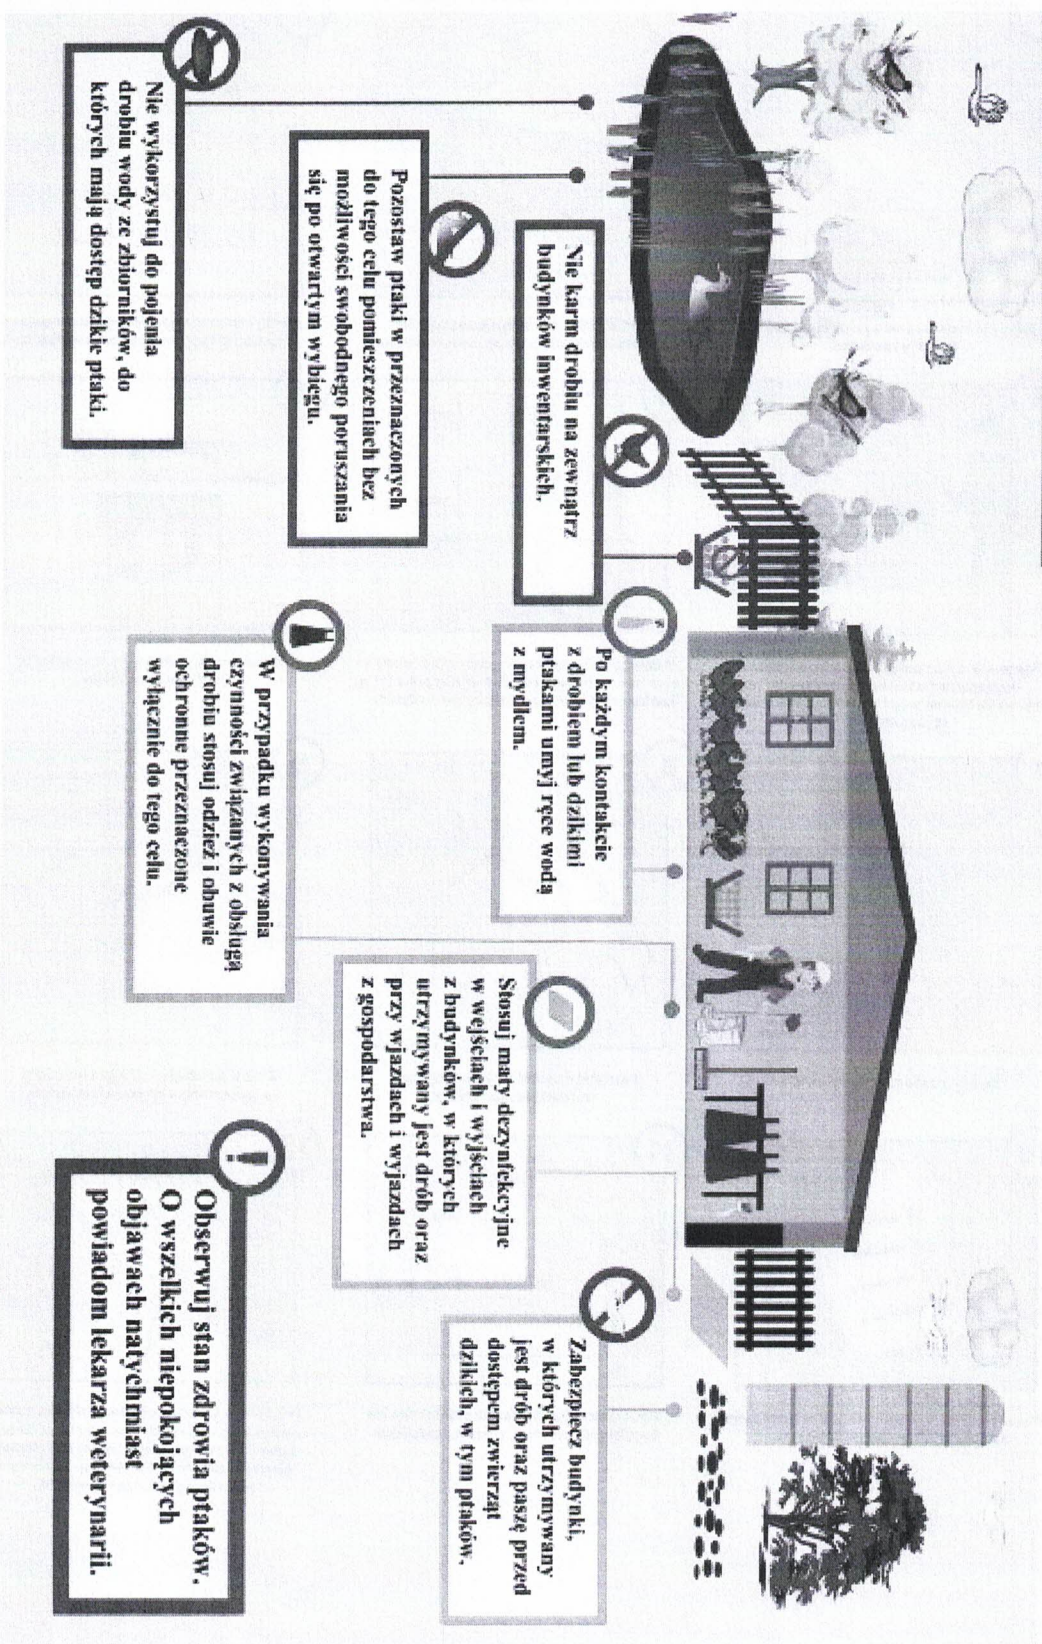 Nie wykorzystuj do pojenia
drobiu wody ze zbiorników, do
których mają dostęp dzikie ptaki.
Pozostaw ptaki w przeznaczonych
do tego celu pomieszczeniach bez
możliwości swobodnego poruszania
się po otwartym wybiegu.
Nie karm drobiu na zewnątrz
budynków inwentarskich.
Po każdym kontakcie
z drobiem lub dzikimi
ptakami umyj ręce wodą
z mydłem.
W przypadku wykonywania
czynności związanych z obsługą
drobiu stosuj odzież i obuwie
ochronne przeznaczone
wyłącznie do tego celu.
Stosuj maty dezynfekcyjne
w wejściach i wyjściach
z budynków, w których
utrzymywany jest drób oraz
przy wjazdach i wyjazdach
z gospodarstwa.
Zabezpiecz budynki,
w których utrzymywany
jest drób oraz paszę przed
dostępem zwierząt
dzikich, w tym ptaków.
Obserwuj stan zdrowia ptaków.
O wszelkich niepokojących
objawach natychmiast
powiadom lekarza weterynarii.